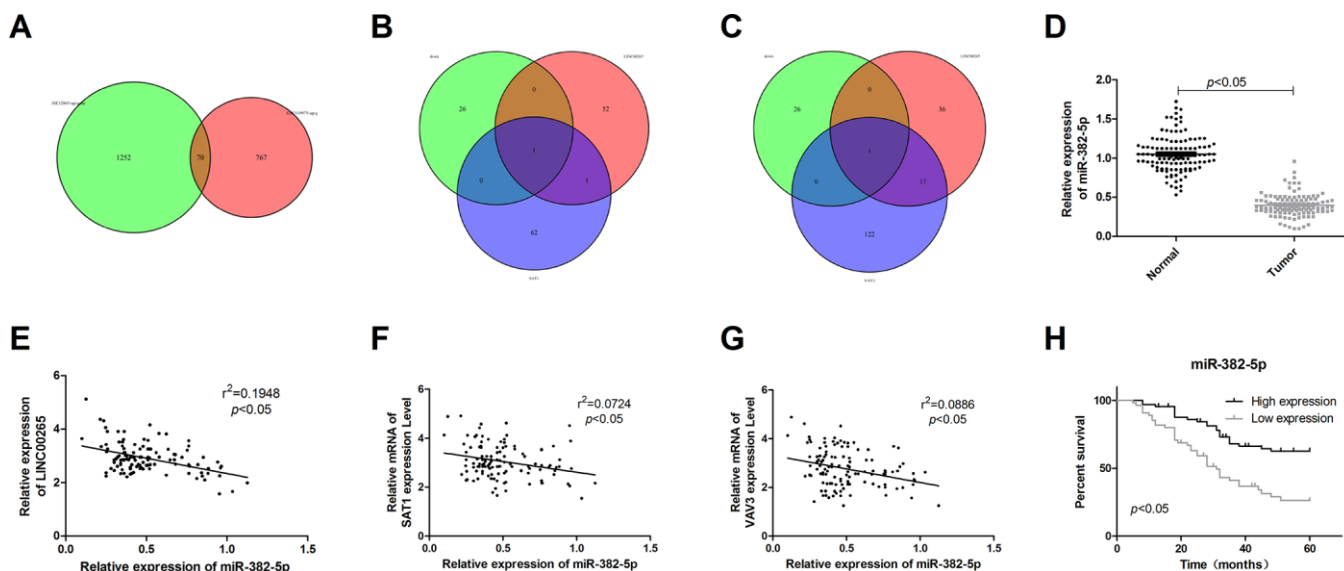 A
1252
70
767
B
down
LINC00265
26
0
52
1
0
1
62
SAT1
C
down
LINC00265
26
0
36
1
0
17
122
VAV3
D
Relative expression
of miR-382-5p
2.0
1.5
1.0
0.5
0.0
p<0.05
Normal
Tumor
E
Relative expression
of LINC00265
6
4
2
0
r²=0.1948
p<0.05
0.0
0.5
1.0
1.5
Relative expression of miR-382-5p
F
Relative mRNA of
SAT1 expression Level
6
4
2
0
r²=0.0724
p<0.05
0.0
0.5
1.0
1.5
Relative expression of miR-382-5p
G
Relative mRNA of
VAV3 expression Level
6
4
2
0
r²=0.0886
p<0.05
0.0
0.5
1.0
1.5
Relative expression of miR-382-5p
H
miR-382-5p
Percent survival
100
50
0
High expression
Low expression
p<0.05
0
20
40
60
Time (months)